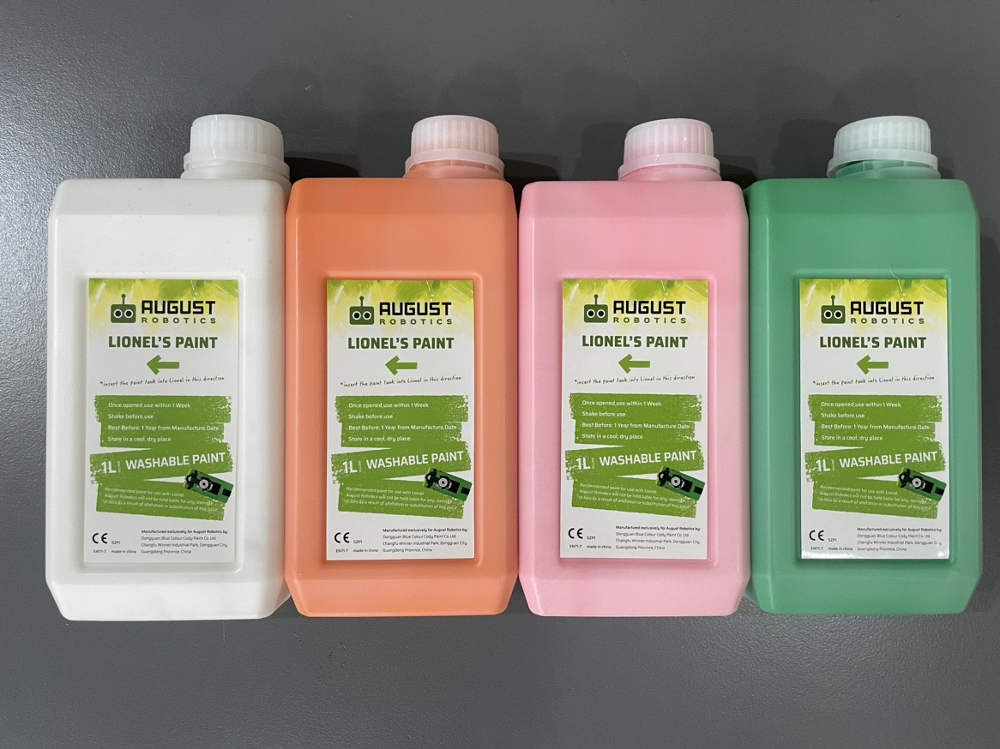 AUGUST
ROBOTICS
LIONEL'S PAINT
*insert the paint tank into Lionel in this direction
Once opened use within 1 Week
Shake before use
Best Before: 1 Year from Manufacture Date
Store in a cool, dry place
1L WASHABLE PAINT
Recommended paint for use with Lionel.
August Robotics will not be held liable for any damage
or loss as a result of alteration or substitution of this paint
CE SZP1
EN71-7 made in china
Manufactured exclusively for August Robotics by:
Dongguan Blue Colour Cody Paint Co. Ltd
Changfu Winner Industrial Park, Dongguan City,
Guangdong Province, China
AUGUST
ROBOTICS
LIONEL'S PAINT
*insert the paint tank into Lionel in this direction
Once opened use within 1 Week
Shake before use
Best Before: 1 Year from Manufacture Date
Store in a cool, dry place
1L WASHABLE PAINT
Recommended paint for use with Lionel.
August Robotics will not be held liable for any damage
or loss as a result of alteration or substitution of this paint
CE SZP1
EN71-7 made in china
Manufactured exclusively for August Robotics by:
Dongguan Blue Colour Cody Paint Co. Ltd
Changfu Winner Industrial Park, Dongguan City,
Guangdong Province, China
AUGUST
ROBOTICS
LIONEL'S PAINT
*insert the paint tank into Lionel in this direction
Once opened use within 1 Week
Shake before use
Best Before: 1 Year from Manufacture Date
Store in a cool, dry place
1L WASHABLE PAINT
Recommended paint for use with Lionel.
August Robotics will not be held liable for any damage
or loss as a result of alteration or substitution of this paint
CE SZP1
EN71-7 made in china
Manufactured exclusively for August Robotics by:
Dongguan Blue Colour Cody Paint Co. Ltd
Changfu Winner Industrial Park, Dongguan City,
Guangdong Province, China
AUGUST
ROBOTICS
LIONEL'S PAINT
*insert the paint tank into Lionel in this direction
Once opened use within 1 Week
Shake before use
Best Before: 1 Year from Manufacture Date
Store in a cool, dry place
1L WASHABLE PAINT
Recommended paint for use with Lionel.
August Robotics will not be held liable for any damage
or loss as a result of alteration or substitution of this paint
CE SZP1
EN71-7 made in china
Manufactured exclusively for August Robotics by:
Dongguan Blue Colour Cody Paint Co. Ltd
Changfu Winner Industrial Park, Dongguan City,
Guangdong Province, China